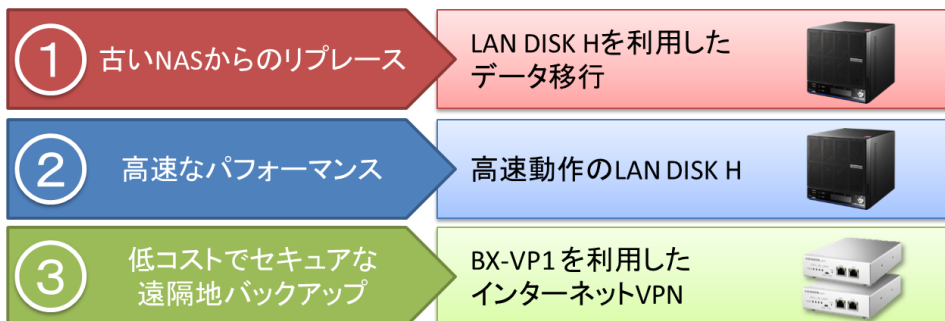 ① 古いNASからのリプレース
LAN DISK Hを利用した
データ移行
② 高速なパフォーマンス
高速動作のLAN DISK H
③ 低コストでセキュアな
遠隔地バックアップ
BX-VP1を利用した
インターネットVPN